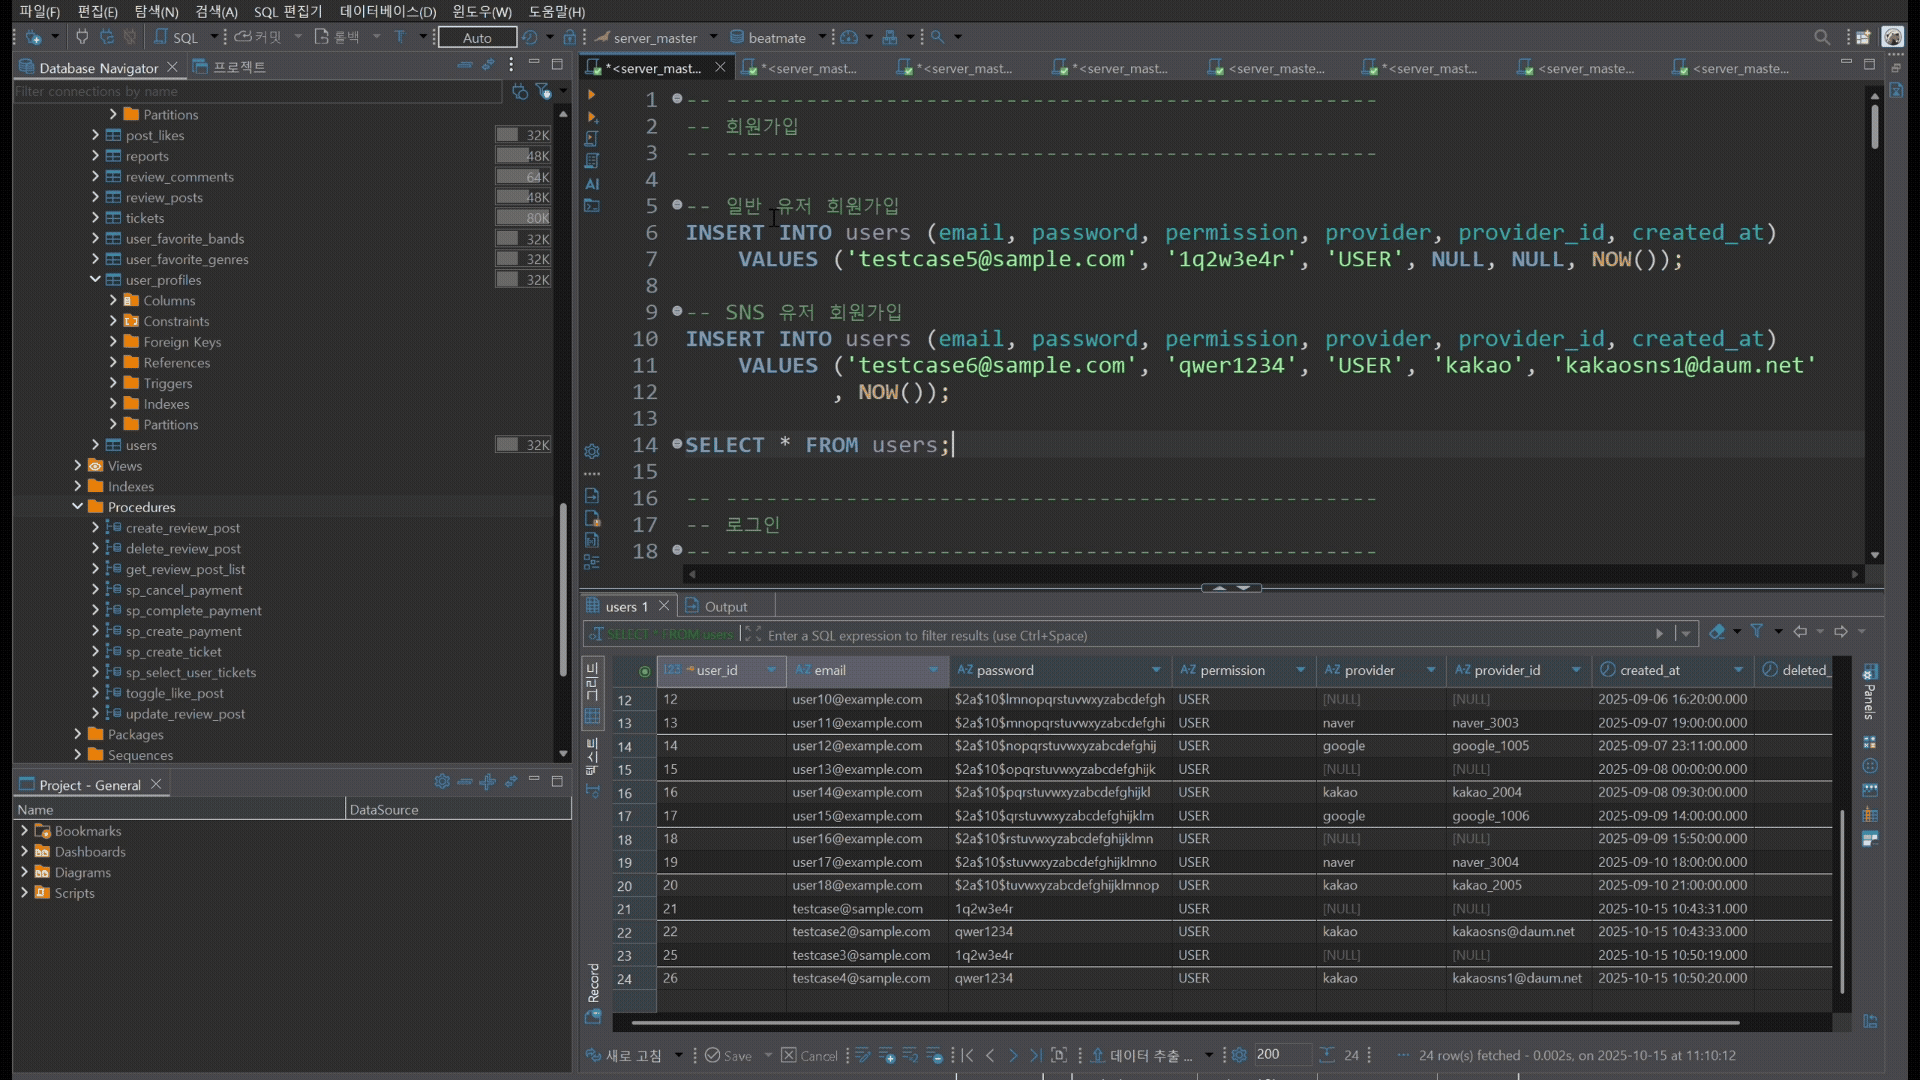 파일(F) 편집(E) 탐색(N) 검색(A) SQL 편집기 데이터베이스(D) 윈도우(W) 도움말(H)
SQL 커밋 롤백 T Auto server_master beatmate
Database Navigator 프로젝트
Filter connections by name
Partitions
post_likes 32K
reports 48K
review_comments 64K
review_posts 48K
tickets 80K
user_favorite_bands 32K
user_favorite_genres 32K
user_profiles 32K
Columns
Constraints
Foreign Keys
References
Triggers
Indexes
Partitions
users 32K
Views
Indexes
Procedures
create_review_post
delete_review_post
get_review_post_list
sp_cancel_payment
sp_complete_payment
sp_create_payment
sp_create_ticket
sp_select_user_tickets
toggle_like_post
update_review_post
Packages
Sequences
Project - General
Name DataSource
Bookmarks
Dashboards
Diagrams
Scripts
*<server_mast... *<server_mast... *<server_mast... *<server_mast... <server_maste... *<server_mast... <server_maste... <server_maste...
1 -- -------------------------------------------------
2 -- 회원가입
3 -- -------------------------------------------------
4
5 -- 일반 유저 회원가입
6 INSERT INTO users (email, password, permission, provider, provider_id, created_at)
7 VALUES ('testcase5@sample.com', '1q2w3e4r', 'USER', NULL, NULL, NOW());
8
9 -- SNS 유저 회원가입
10 INSERT INTO users (email, password, permission, provider, provider_id, created_at)
11 VALUES ('testcase6@sample.com', 'qwer1234', 'USER', 'kakao', 'kakaosns1@daum.net'
12 , NOW());
13
14 SELECT * FROM users;
15
16 -- -------------------------------------------------
17 -- 로그인
18 -- -------------------------------------------------
users 1 Output
SELECT * FROM users Enter a SQL expression to filter results (use Ctrl+Space)
그리드
텍스트
Record
Panels
123 user_id A-Z email A-Z password A-Z permission A-Z provider A-Z provider_id created_at deleted_
12 12 user10@example.com $2a$10$lmnopqrstuvwxyzabcdefgh USER [NULL] [NULL] 2025-09-06 16:20:00.000
13 13 user11@example.com $2a$10$mnopqrstuvwxyzabcdefghi USER naver naver_3003 2025-09-07 19:00:00.000
14 14 user12@example.com $2a$10$nopqrstuvwxyzabcdefghij USER google google_1005 2025-09-07 23:11:00.000
15 15 user13@example.com $2a$10$opqrstuvwxyzabcdefghijk USER [NULL] [NULL] 2025-09-08 00:00:00.000
16 16 user14@example.com $2a$10$pqrstuvwxyzabcdefghijkl USER kakao kakao_2004 2025-09-08 09:30:00.000
17 17 user15@example.com $2a$10$qrstuvwxyzabcdefghijklm USER google google_1006 2025-09-09 14:00:00.000
18 18 user16@example.com $2a$10$rstuvwxyzabcdefghijklmn USER [NULL] [NULL] 2025-09-09 15:50:00.000
19 19 user17@example.com $2a$10$stuvwxyzabcdefghijklmno USER naver naver_3004 2025-09-10 18:00:00.000
20 20 user18@example.com $2a$10$tuvwxyzabcdefghijklmnop USER kakao kakao_2005 2025-09-10 21:00:00.000
21 21 testcase@sample.com 1q2w3e4r USER [NULL] [NULL] 2025-10-15 10:43:31.000
22 22 testcase2@sample.com qwer1234 USER kakao kakaosns@daum.net 2025-10-15 10:43:33.000
23 25 testcase3@sample.com 1q2w3e4r USER [NULL] [NULL] 2025-10-15 10:50:19.000
24 26 testcase4@sample.com qwer1234 USER kakao kakaosns1@daum.net 2025-10-15 10:50:20.000
새로 고침 Save Cancel 데이터 추출 ... 200 24 24 row(s) fetched - 0.002s, on 2025-10-15 at 11:10:12